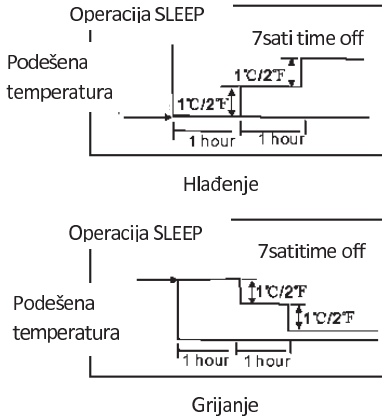 Operacija SLEEP
7sati time off
Podešena
temperatura
1°C/2°F
1°C/2°F
1 hour
1 hour
Hlađenje
Operacija SLEEP
7satitime off
1°C/2°F
Podešena
temperatura
1°C/2°F
1 hour
1 hour
Grijanje